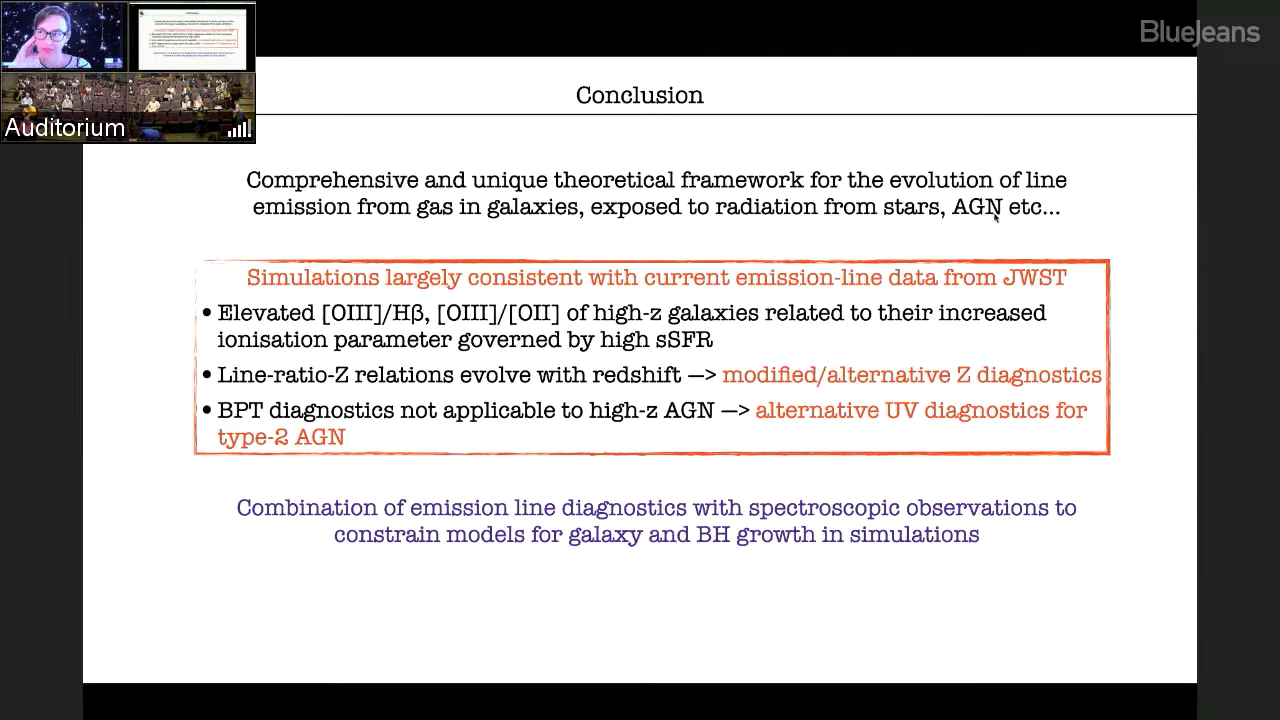 BlueJeans
Auditorium
Conclusion
Comprehensive and unique theoretical framework for the evolution of line
emission from gas in galaxies, exposed to radiation from stars, AGN etc...
Simulations largely consistent with current emission-line data from JWST
• Elevated [OIII]/Hβ, [OIII]/[OII] of high-z galaxies related to their increased
ionisation parameter governed by high sSFR
• Line-ratio-Z relations evolve with redshift —> modified/alternative Z diagnostics
• BPT diagnostics not applicable to high-z AGN —> alternative UV diagnostics for
type-2 AGN
Combination of emission line diagnostics with spectroscopic observations to
constrain models for galaxy and BH growth in simulations